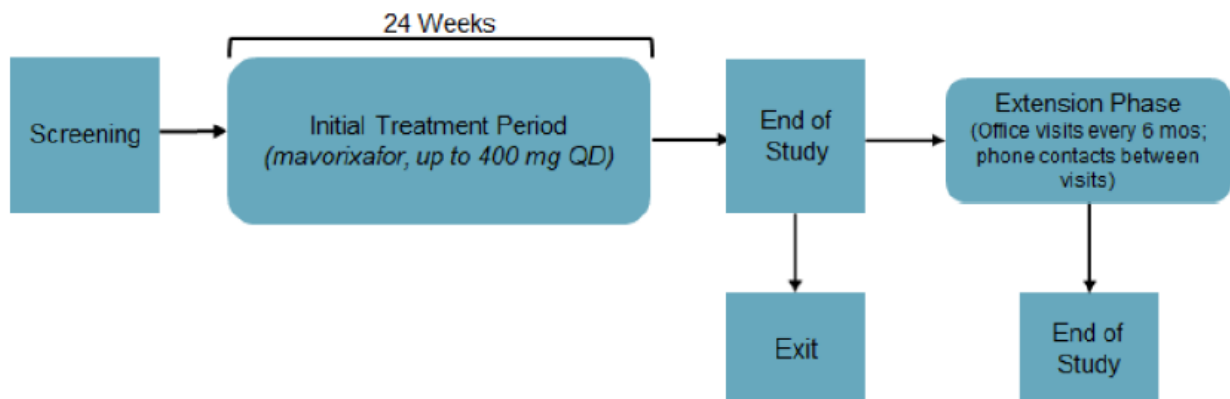 24 Weeks
Screening
Initial Treatment Period
(mavorixafor, up to 400 mg QD)
End of
Study
Extension Phase
(Office visits every 6 mos;
phone contacts between
visits)
Exit
End of
Study